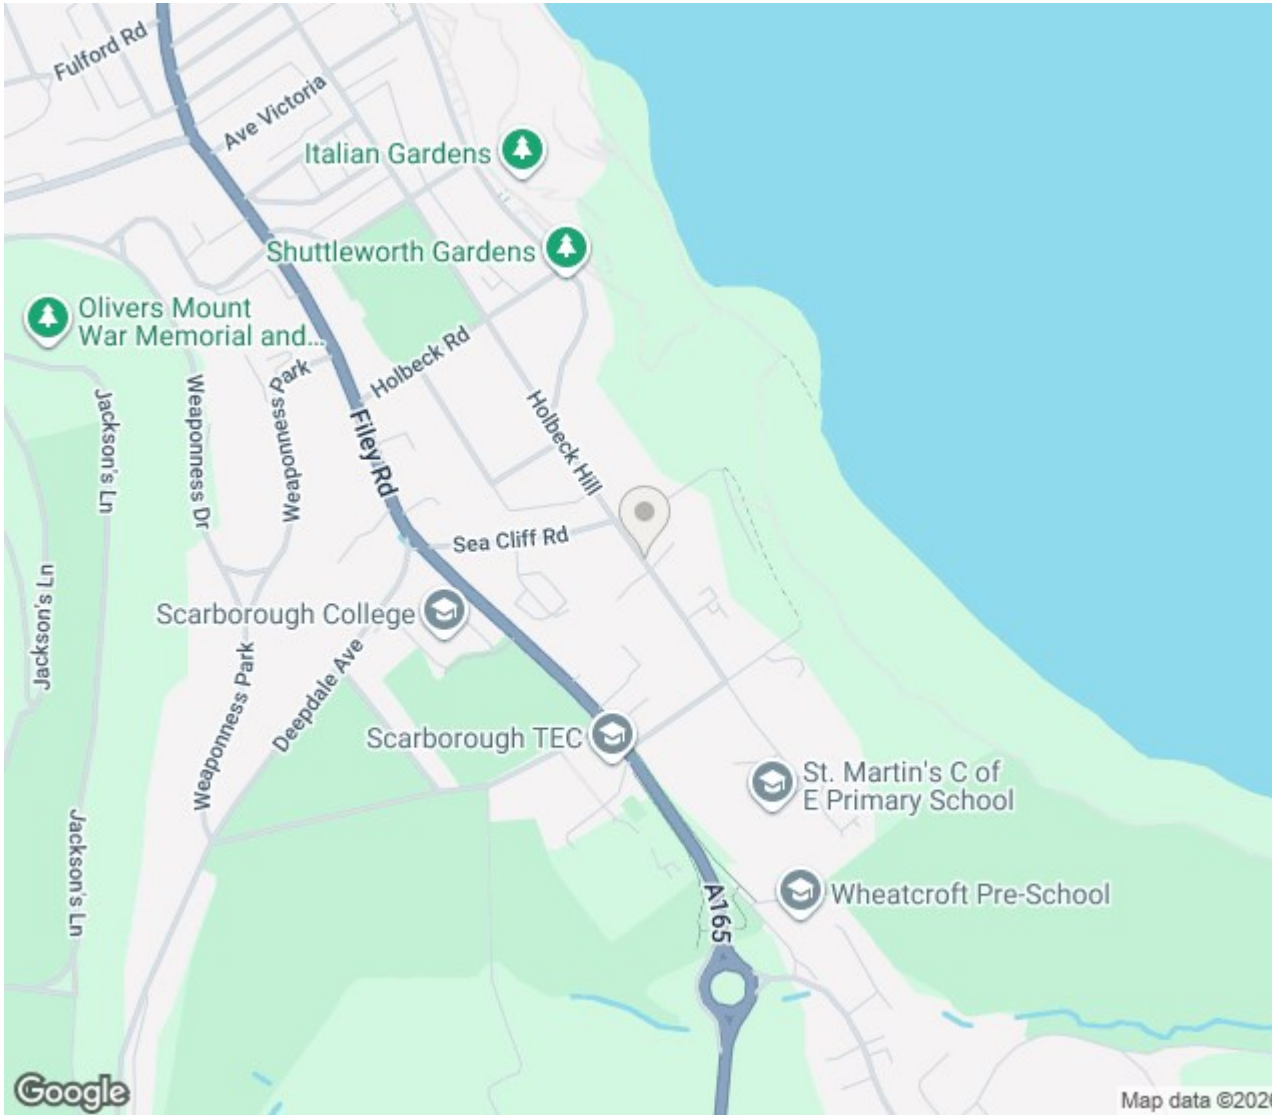 Fulford Rd
Ave Victoria
Italian Gardens
Shuttleworth Gardens
Olivers Mount
War Memorial and...
Holbeck Rd
Weaponness Park
Jackson's Ln
Weaponness Dr
Filey Rd
Holbeck Hill
Sea Cliff Rd
Jackson's Ln
Scarborough College
Weaponness Park
Deepdale Ave
Scarborough TEC
St. Martin's C of
E Primary School
Jackson's Ln
Wheatcroft Pre-School
A165
Google
Map data ©2026